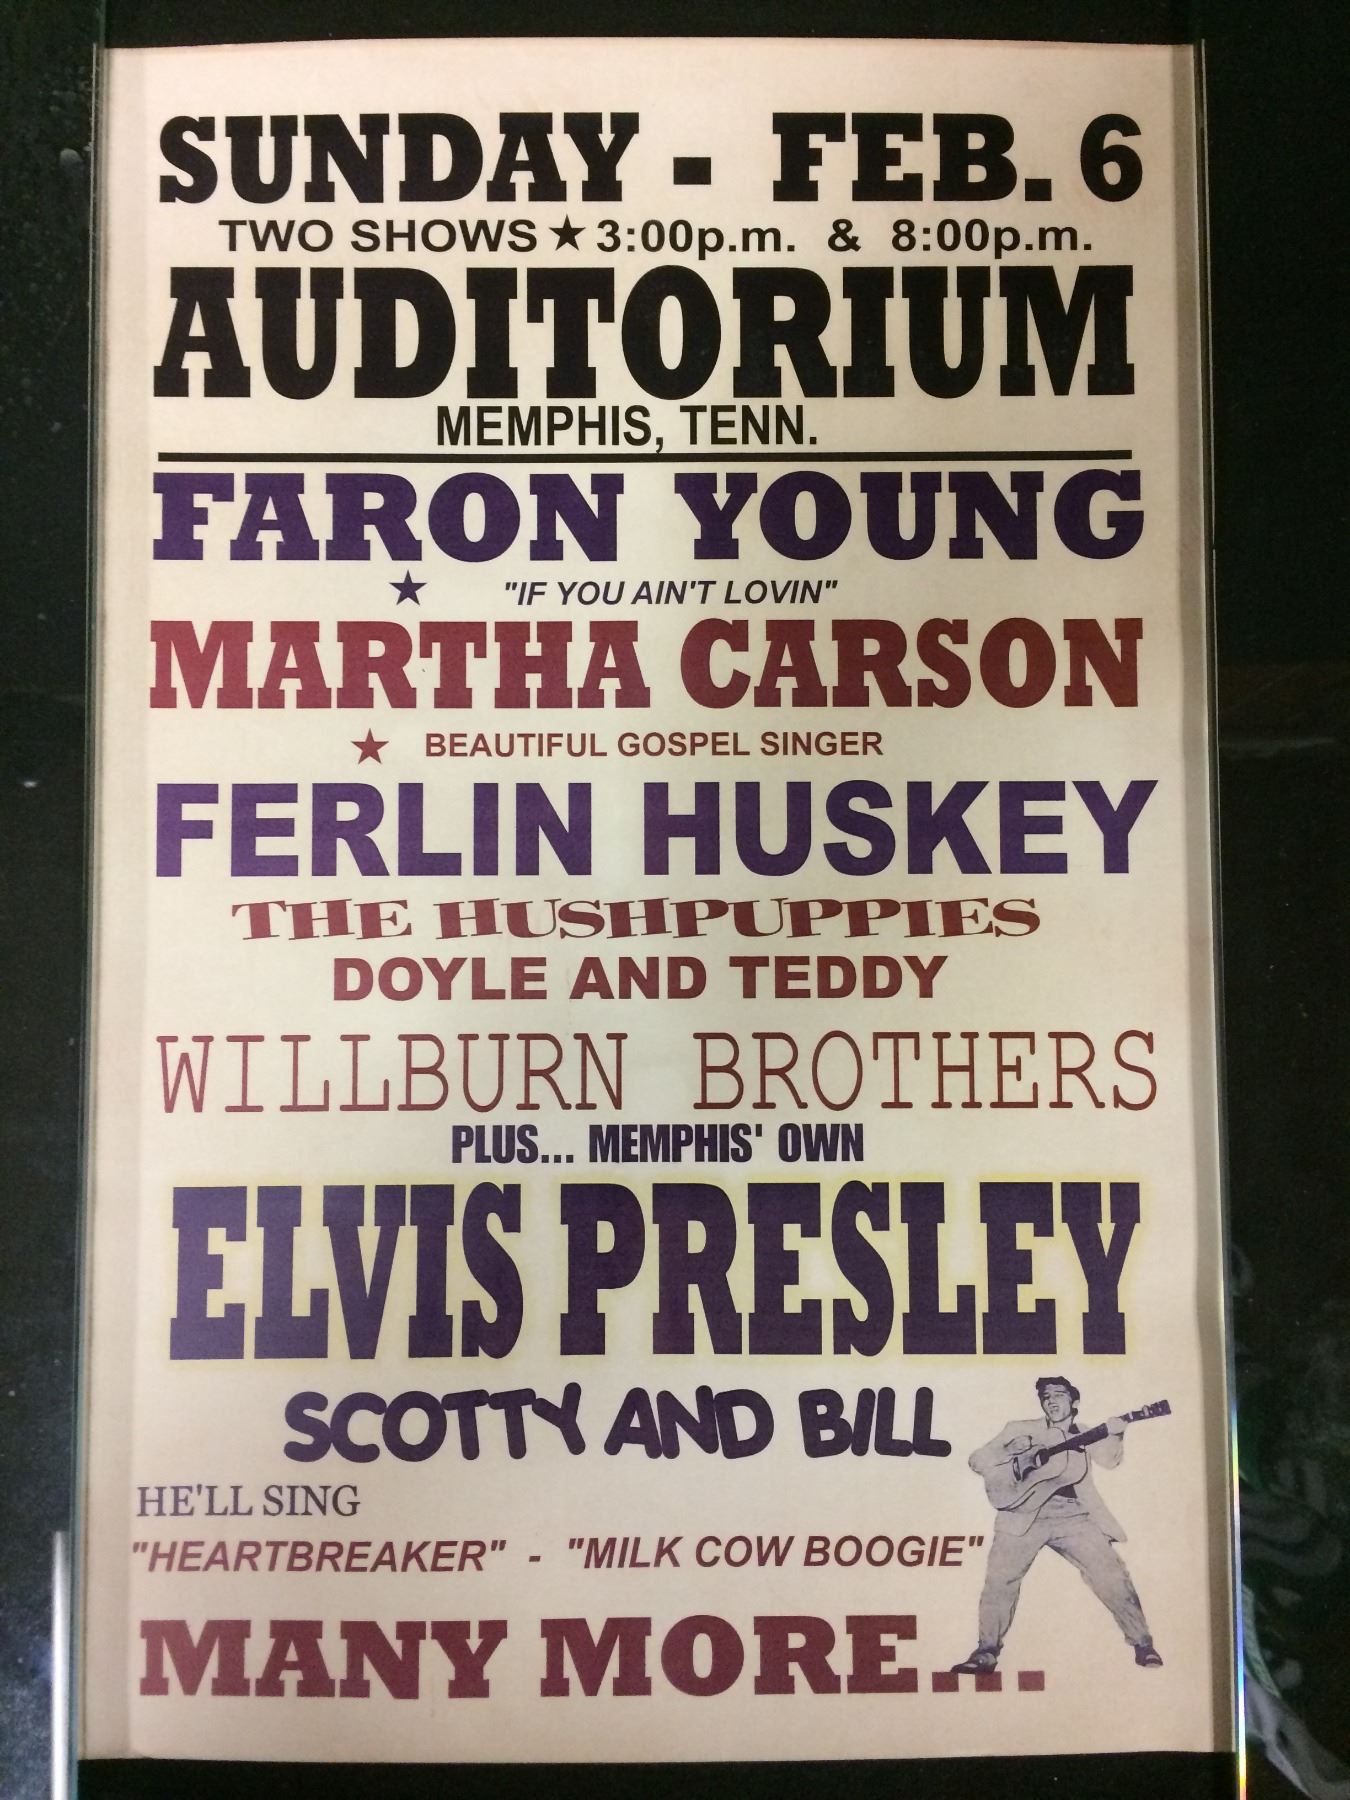 SUNDAY - FEB. 6
TWO SHOWS ★ 3:00p.m. & 8:00p.m.
AUDITORIUM
MEMPHIS, TENN.
FARON YOUNG
★ "IF YOU AIN'T LOVIN"
MARTHA CARSON
★ BEAUTIFUL GOSPEL SINGER
FERLIN HUSKEY
THE HUSHPUPPIES
DOYLE AND TEDDY
WILLBURN BROTHERS
PLUS... MEMPHIS' OWN
ELVIS PRESLEY
SCOTTY AND BILL
HE'LL SING
"HEARTBREAKER" - "MILK COW BOOGIE"
MANY MORE...